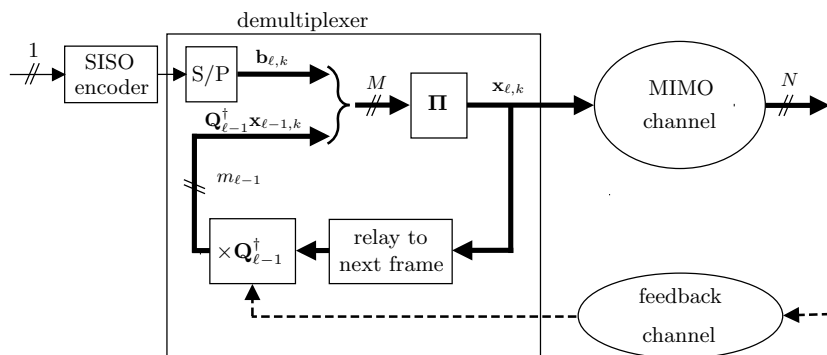 demultiplexer
1
SISO
encoder
S/P
b_{ℓ,k}
Q†_{ℓ−1}x_{ℓ−1,k}
m_{ℓ−1}
M
Π
x_{ℓ,k}
MIMO
channel
N
×Q†_{ℓ−1}
relay to
next frame
feedback
channel